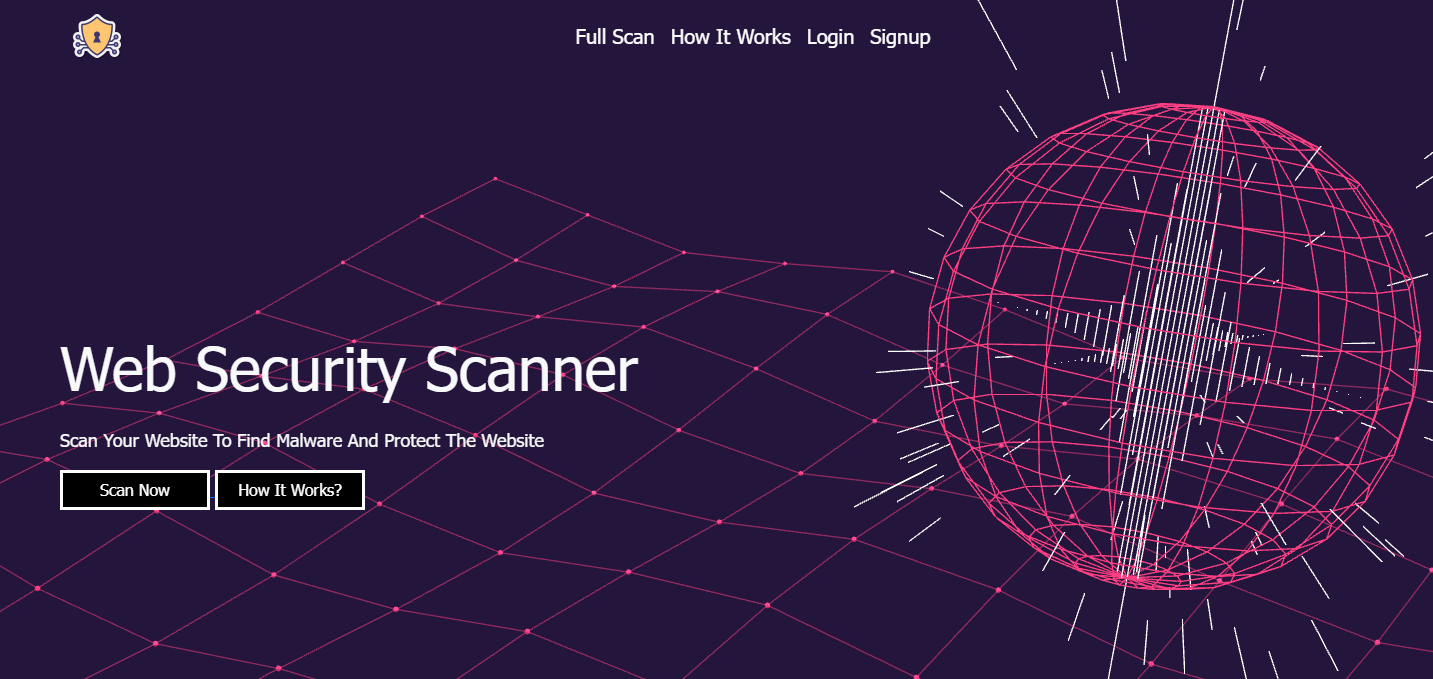 Full Scan How It Works Login Signup
Web Security Scanner
Scan Your Website To Find Malware And Protect The Website
Scan Now How It Works?